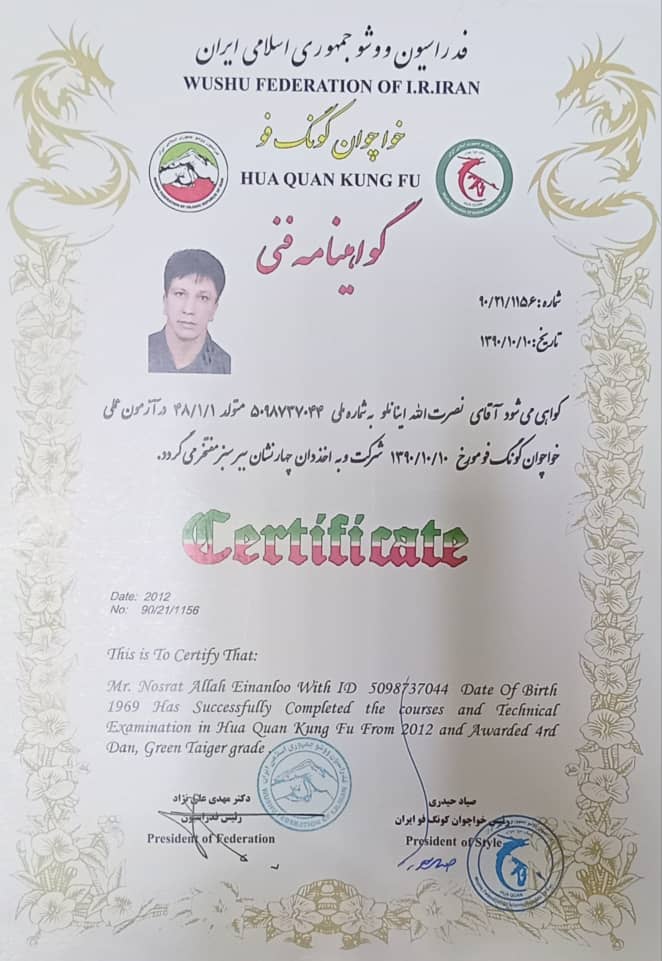 فدراسیون ووشو جمهوری اسلامی ایران
WUSHU FEDERATION OF I.R.IRAN
خواچوان کونگ فو
HUA QUAN KUNG FU
گواهینامه فنی
شماره: ۹۰/۲۱/۱۱۵۶
تاریخ: ۱۳۹۰/۱۰/۱۰
گواهی می شود آقای نصرت الله اینانلو به شماره ملی ۵۰۹۸۷۳۷۰۴۴ متولد ۴۸/۱/۱ در آزمون عملی
خواچوان کونگ فو مورخ ۱۳۹۰/۱۰/۱۰ شرکت و به اخذ دان چهار نشان ببر سبز مفتخر می گردد.
Certificate
Date: 2012
No: 90/21/1156
This is To Certify That:
Mr. Nosrat Allah Einanloo With ID 5098737044 Date Of Birth
1969 Has Successfully Completed the courses and Technical
Examination in Hua Quan Kung Fu From 2012 and Awarded 4rd
Dan, Green Taiger grade.
دکتر مهدی علی نژاد
رئیس فدراسیون
President of Federation
صیاد حیدری
رئیس خواچوان کونگ فو ایران
President of Style
HUA QUAN